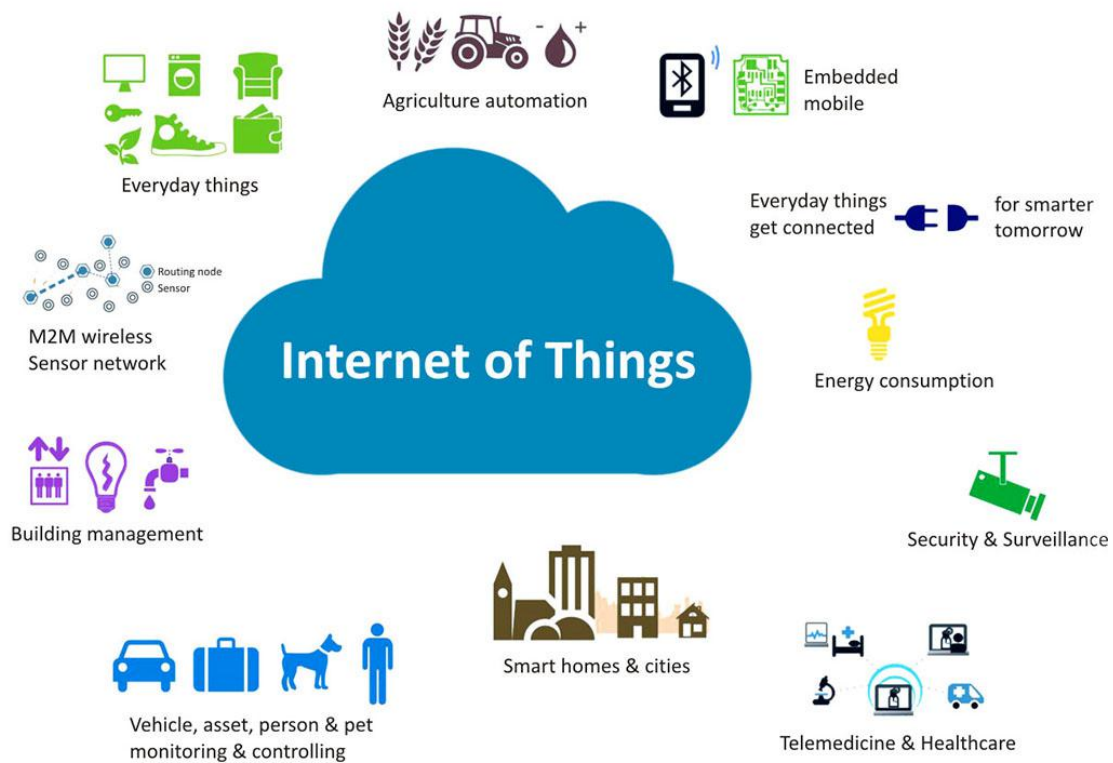 Agriculture automation
Embedded
mobile
Everyday things
Everyday things
get connected
for smarter
tomorrow
Routing node
Sensor
M2M wireless
Sensor network
Internet of Things
Energy consumption
Building management
Security & Surveillance
Smart homes & cities
Vehicle, asset, person & pet
monitoring & controlling
Telemedicine & Healthcare